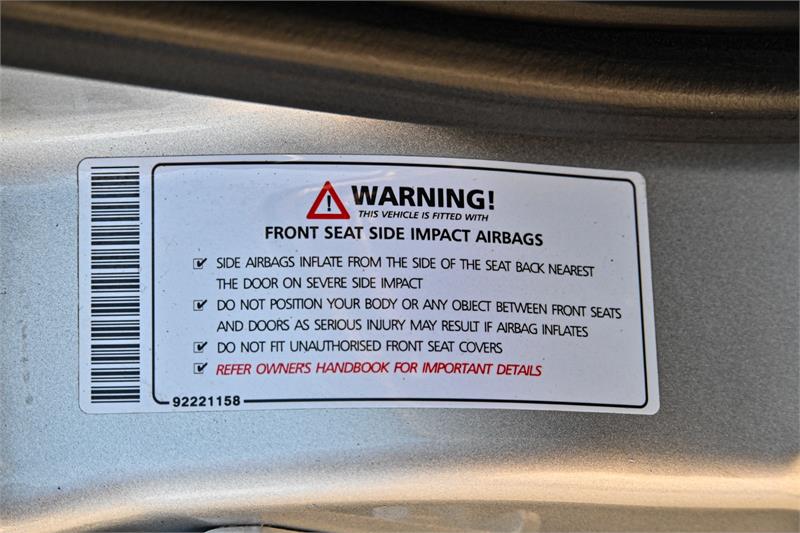 WARNING!
THIS VEHICLE IS FITTED WITH
FRONT SEAT SIDE IMPACT AIRBAGS
SIDE AIRBAGS INFLATE FROM THE SIDE OF THE SEAT BACK NEAREST
THE DOOR ON SEVERE SIDE IMPACT
DO NOT POSITION YOUR BODY OR ANY OBJECT BETWEEN FRONT SEATS
AND DOORS AS SERIOUS INJURY MAY RESULT IF AIRBAG INFLATES
DO NOT FIT UNAUTHORISED FRONT SEAT COVERS
REFER OWNER'S HANDBOOK FOR IMPORTANT DETAILS
92221158